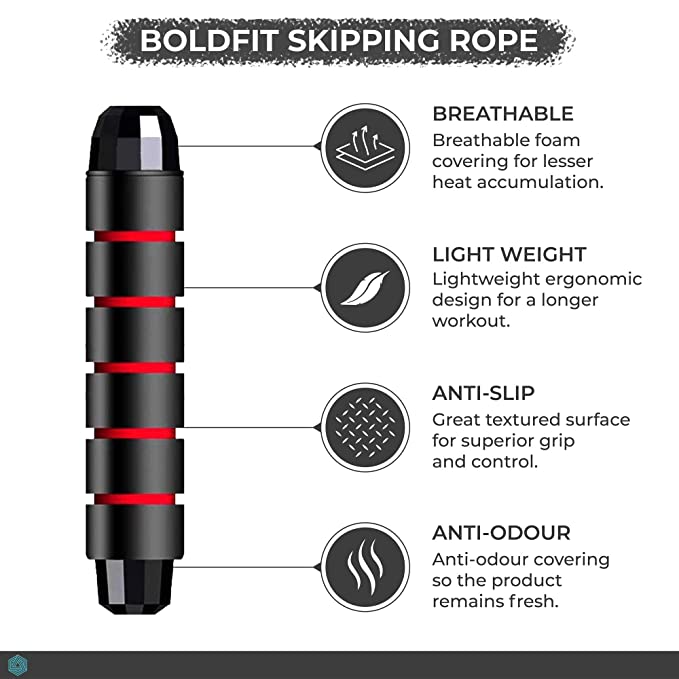 BOLDFIT SKIPPING ROPE
BREATHABLE
Breathable foam
covering for lesser
heat accumulation.
LIGHT WEIGHT
Lightweight ergonomic
design for a longer
workout.
ANTI-SLIP
Great textured surface
for superior grip
and control.
ANTI-ODOUR
Anti-odour covering
so the product
remains fresh.